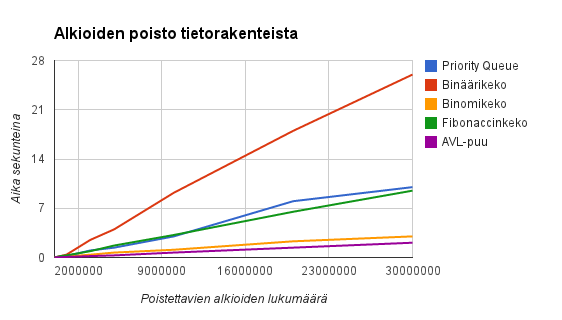 Alkioiden poisto tietorakenteista
28
21
14
7
0
Aika sekunteina
2000000 9000000 16000000 23000000 30000000
Poistettavien alkioiden lukumäärä
Priority Queue
Binäärikeko
Binomikeko
Fibonaccinkeko
AVL-puu